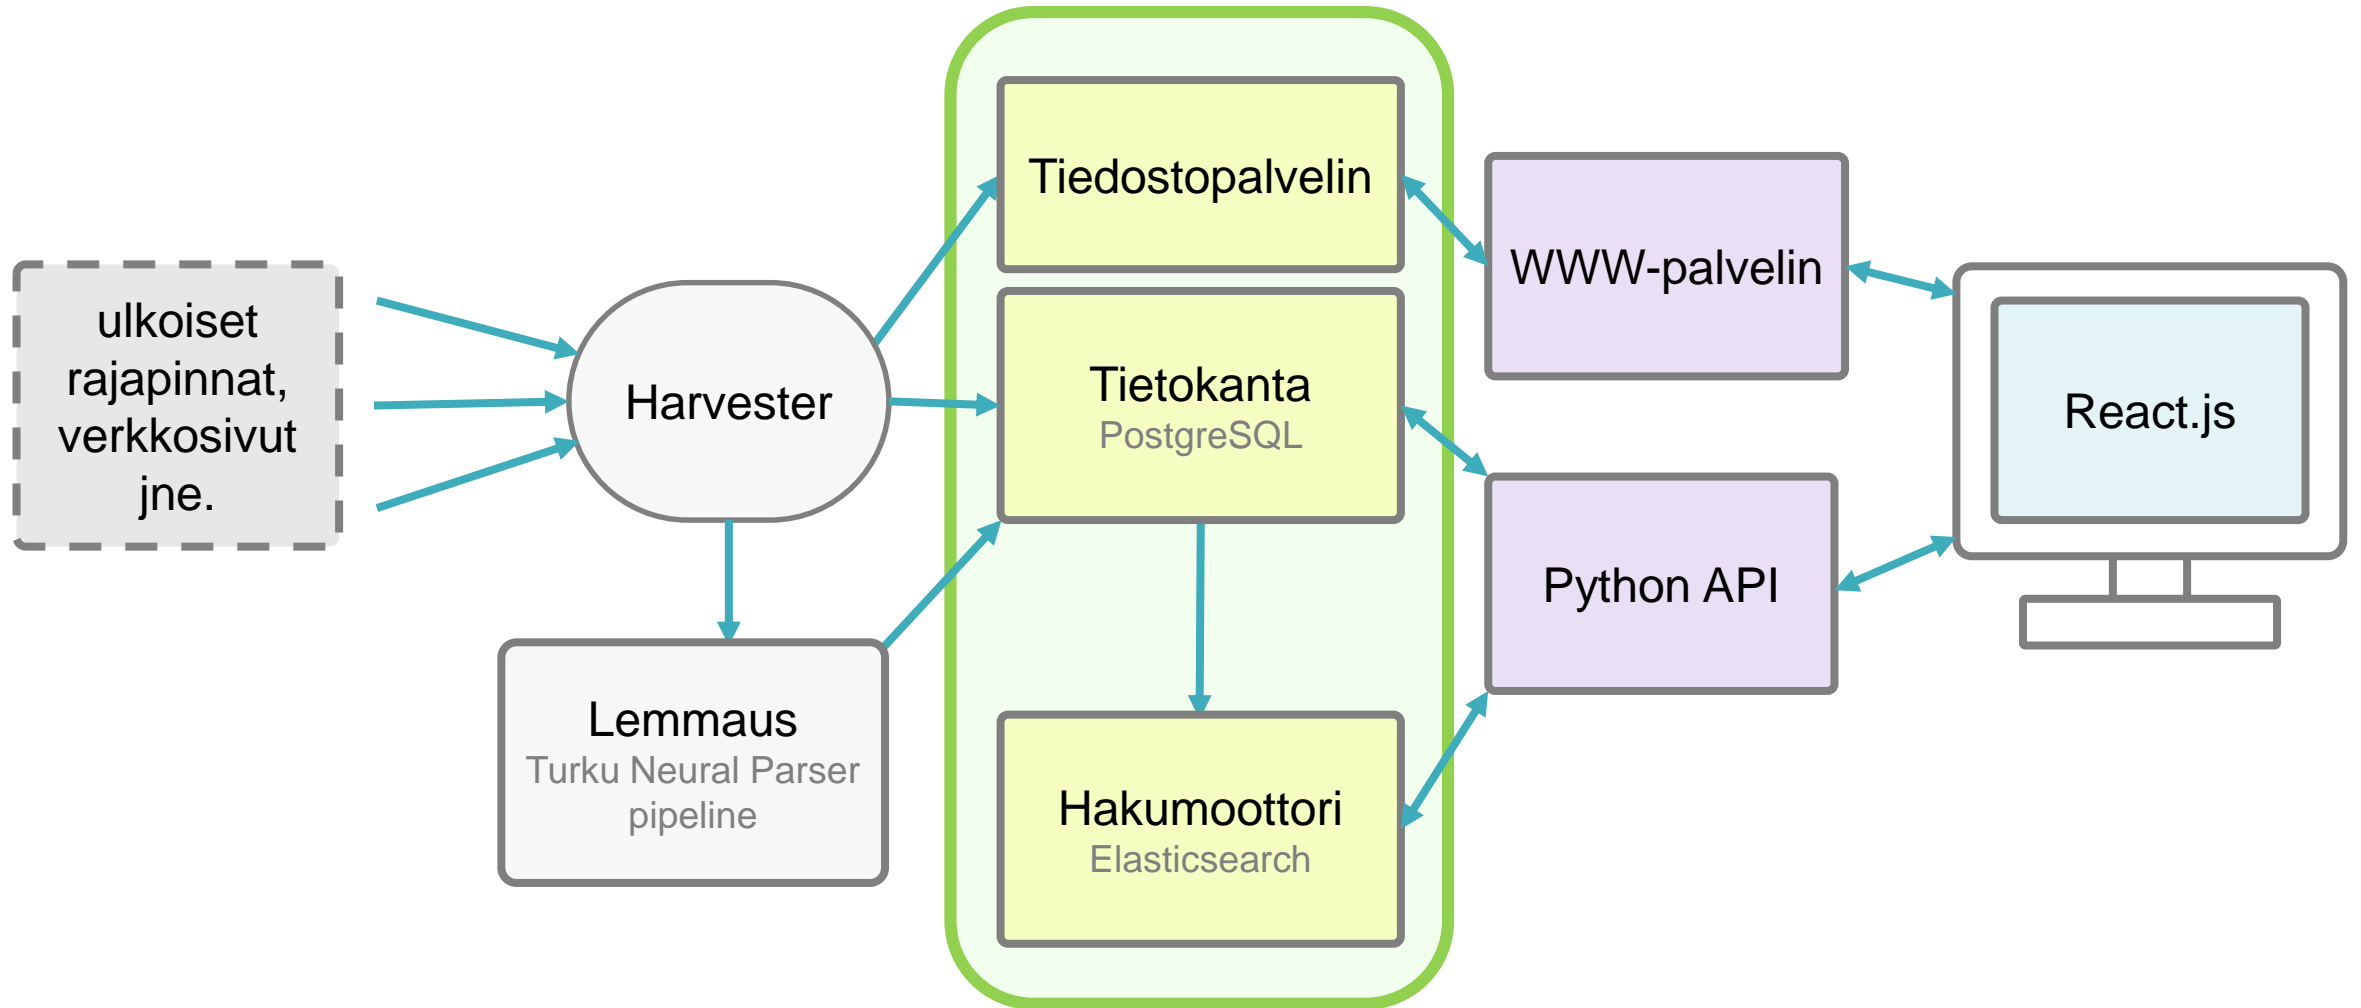 ulkoiset
rajapinnat,
verkkosivut
jne.
Harvester
Lemmaus
Turku Neural Parser
pipeline
Tiedostopalvelin
Tietokanta
PostgreSQL
Hakumoottori
Elasticsearch
WWW-palvelin
Python API
React.js